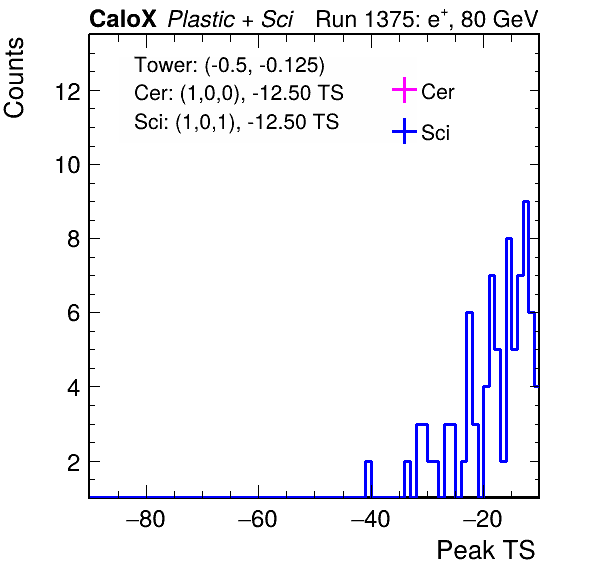 CaloX Plastic + Sci Run 1375: e+, 80 GeV
Counts
Tower: (-0.5, -0.125)
Cer: (1,0,0), -12.50 TS
Sci: (1,0,1), -12.50 TS
Cer
Sci
12
10
8
6
4
2
−80 −60 −40 −20
Peak TS